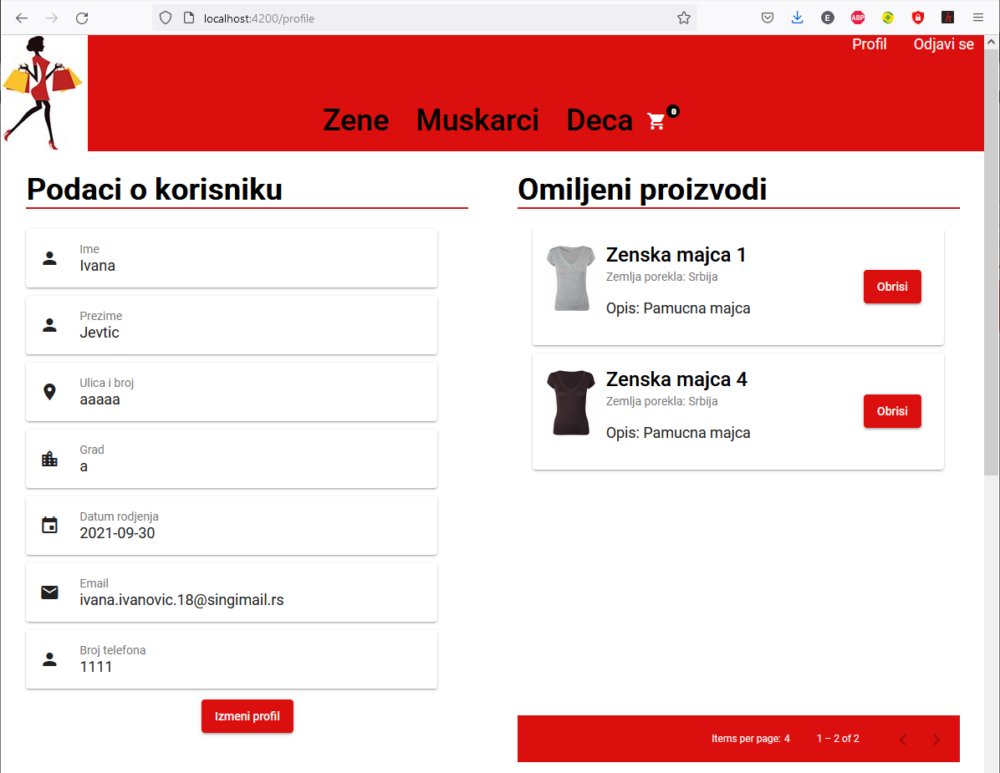 localhost:4200/profile
E
ABP
h
Profil Odjavi se
Zene Muskarci Deca 0
Podaci o korisniku
Ime
Ivana
Prezime
Jevtic
Ulica i broj
aaaaa
Grad
a
Datum rodjenja
2021-09-30
Email
ivana.ivanovic.18@singimail.rs
Broj telefona
1111
Izmeni profil
Omiljeni proizvodi
Zenska majca 1
Zemlja porekla: Srbija
Opis: Pamucna majca
Obrisi
Zenska majca 4
Zemlja porekla: Srbija
Opis: Pamucna majca
Obrisi
Items per page: 4 1 – 2 of 2